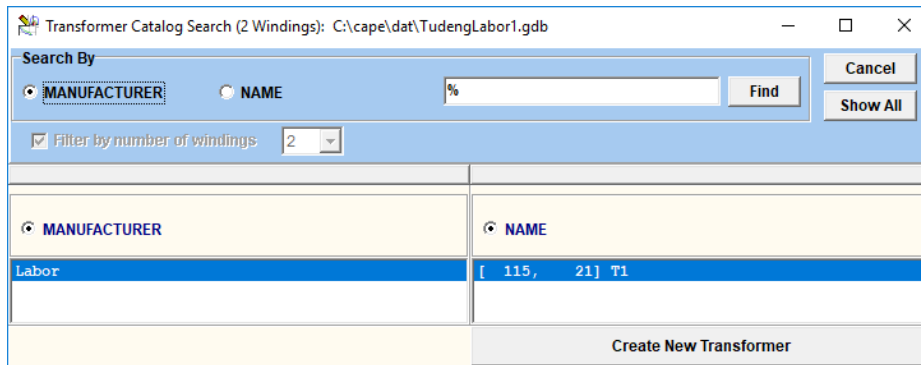 Transformer Catalog Search (2 Windings): C:\cape\dat\TudengLabor1.gdb
Search By
MANUFACTURER NAME % Find
Cancel
Show All
Filter by number of windings 2
MANUFACTURER NAME
Labor [ 115, 21] T1
Create New Transformer